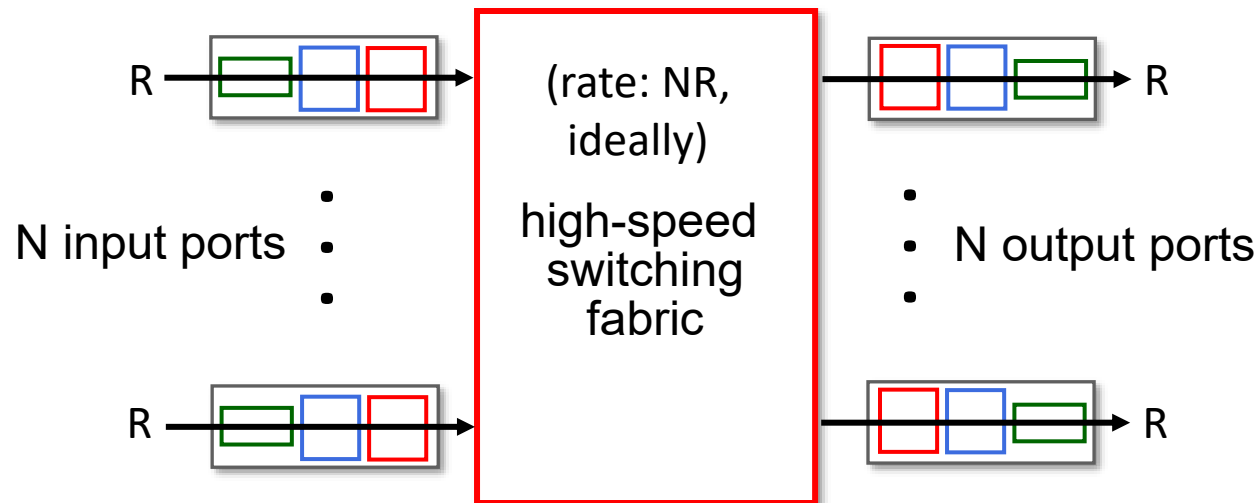 R
R
(rate: NR,
ideally)
high-speed
switching
fabric
N input ports
N output ports
R
R